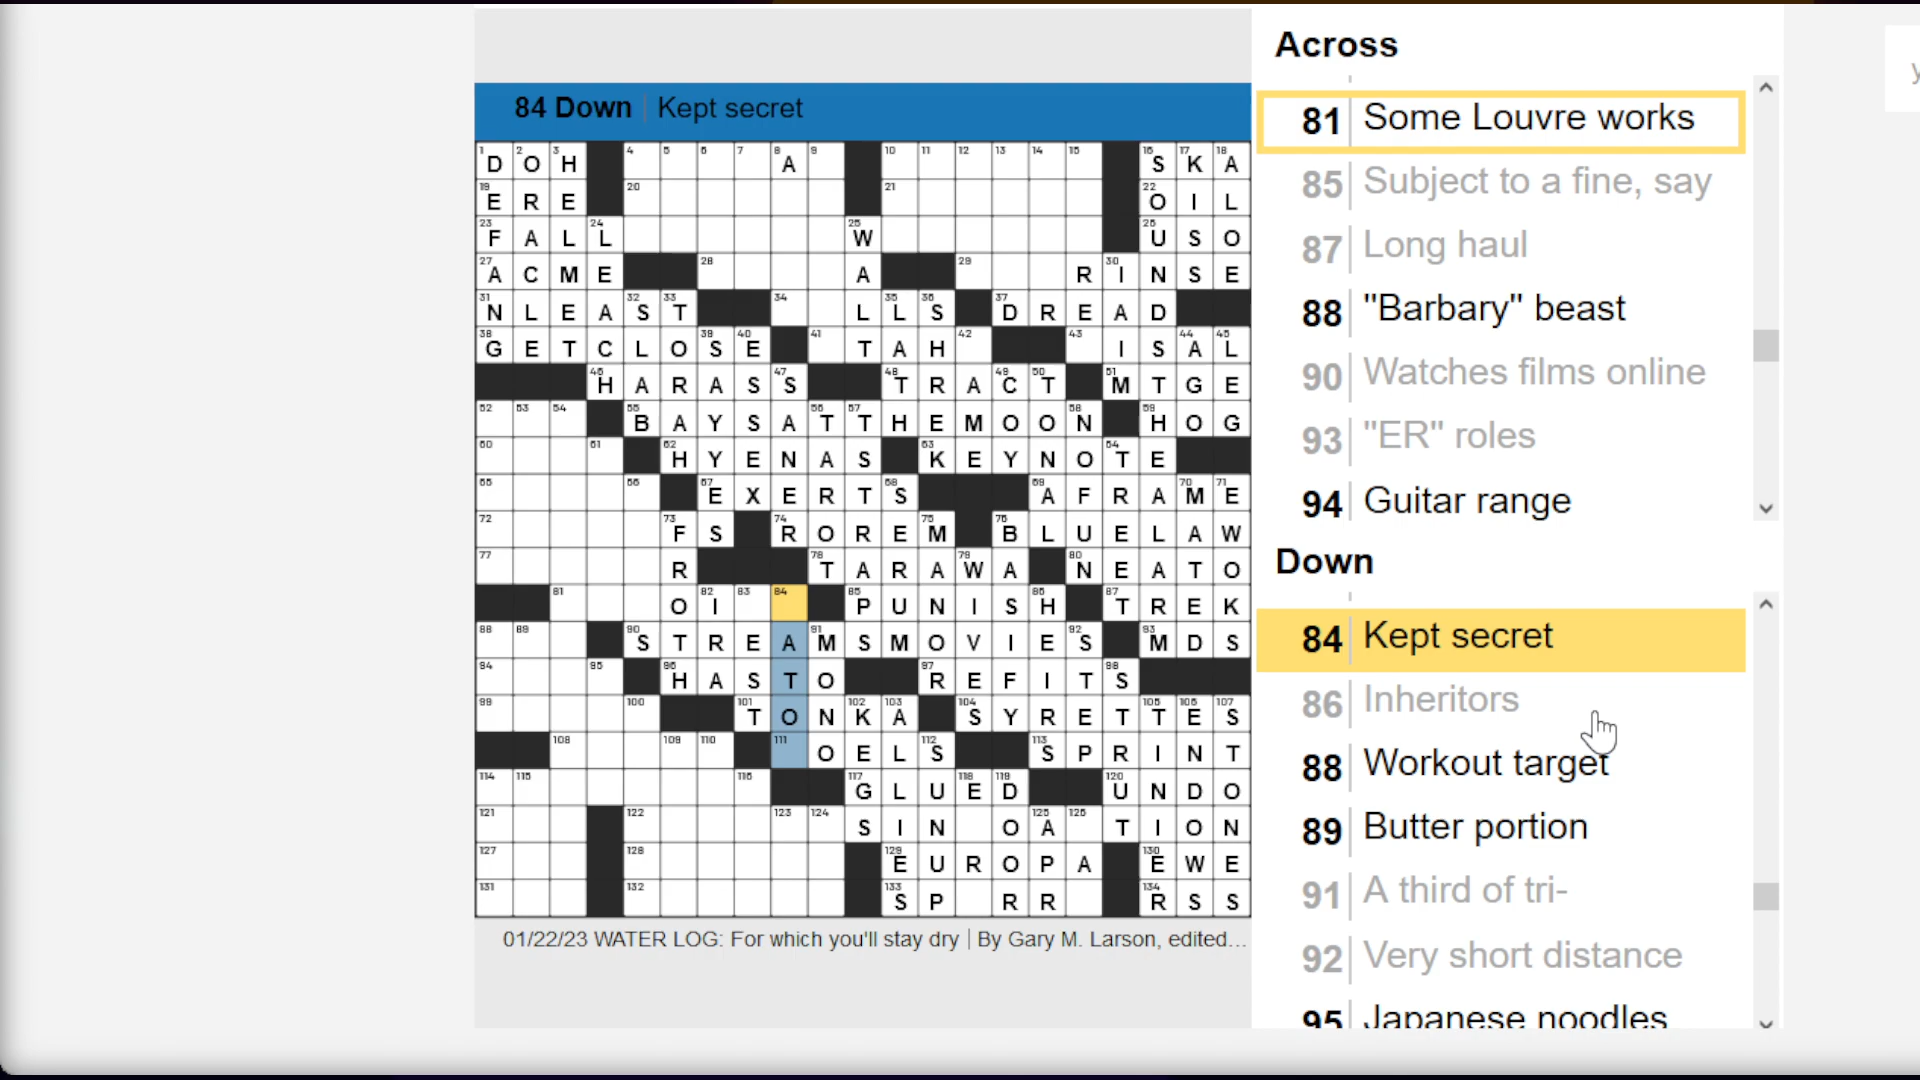 84 Down | Kept secret
D O H A S K A
E R E O I L
F A L L W U S O
A C M E A R I N S E
N L E A S T L L S D R E A D
G E T C L O S E T A H I S A L
H A R A S S T R A C T M T G E
B A Y S A T T H E M O O N H O G
H Y E N A S K E Y N O T E
E X E R T S A F R A M E
F S R O R E M B L U E L A W
R T A R A W A N E A T O
O I P U N I S H T R E K
S T R E A M S M O V I E S M D S
H A S T O R E F I T S
T O N K A S Y R E T T E S
O E L S S P R I N T
G L U E D U N D O
S I N O A T I O N
E U R O P A E W E
S P R R R S S
01/22/23 WATER LOG: For which you'll stay dry | By Gary M. Larson, edited...
Across
81 Some Louvre works
85 Subject to a fine, say
87 Long haul
88 "Barbary" beast
90 Watches films online
93 "ER" roles
94 Guitar range
Down
84 Kept secret
86 Inheritors
88 Workout target
89 Butter portion
91 A third of tri-
92 Very short distance
95 Japanese noodles